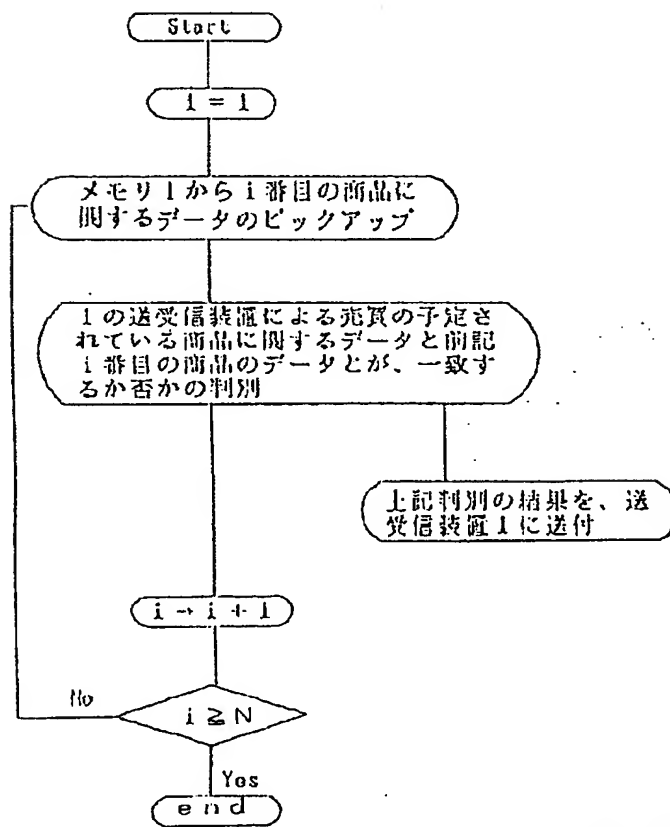 Start
i = 1
メモリ1からi番目の商品に
関するデータのピックアップ
1の送受信装置による売買の予定さ
れている商品に関するデータと前記
i番目の商品のデータとが、一致す
るか否かの判別
上記判別の結果を、送
受信装置1に送付
i → i + 1
No
i ≧ N
Yes
end